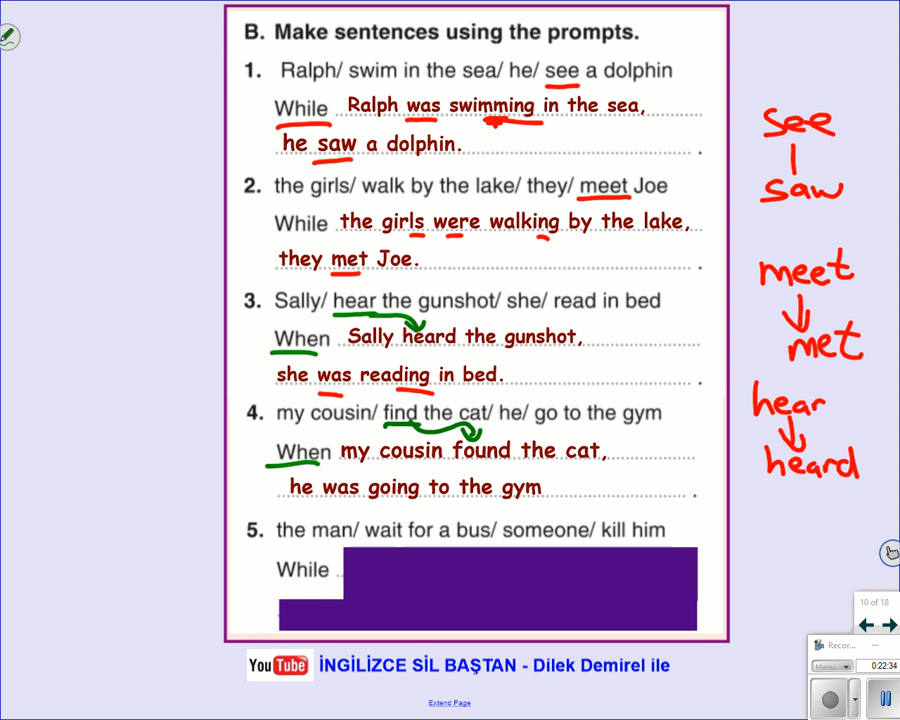 B. Make sentences using the prompts.
1. Ralph/ swim in the sea/ he/ see a dolphin
While Ralph was swimming in the sea,
he saw a dolphin.
2. the girls/ walk by the lake/ they/ meet Joe
While the girls were walking by the lake,
they met Joe.
3. Sally/ hear the gunshot/ she/ read in bed
When Sally heard the gunshot,
she was reading in bed.
4. my cousin/ find the cat/ he/ go to the gym
When my cousin found the cat,
he was going to the gym.
5. the man/ wait for a bus/ someone/ kill him
While
see
saw
meet
met
hear
heard
YouTube İNGİLİZCE SİL BAŞTAN - Dilek Demirel ile
Extend Page
10 of 18
Recor...
Menu
0:22:34